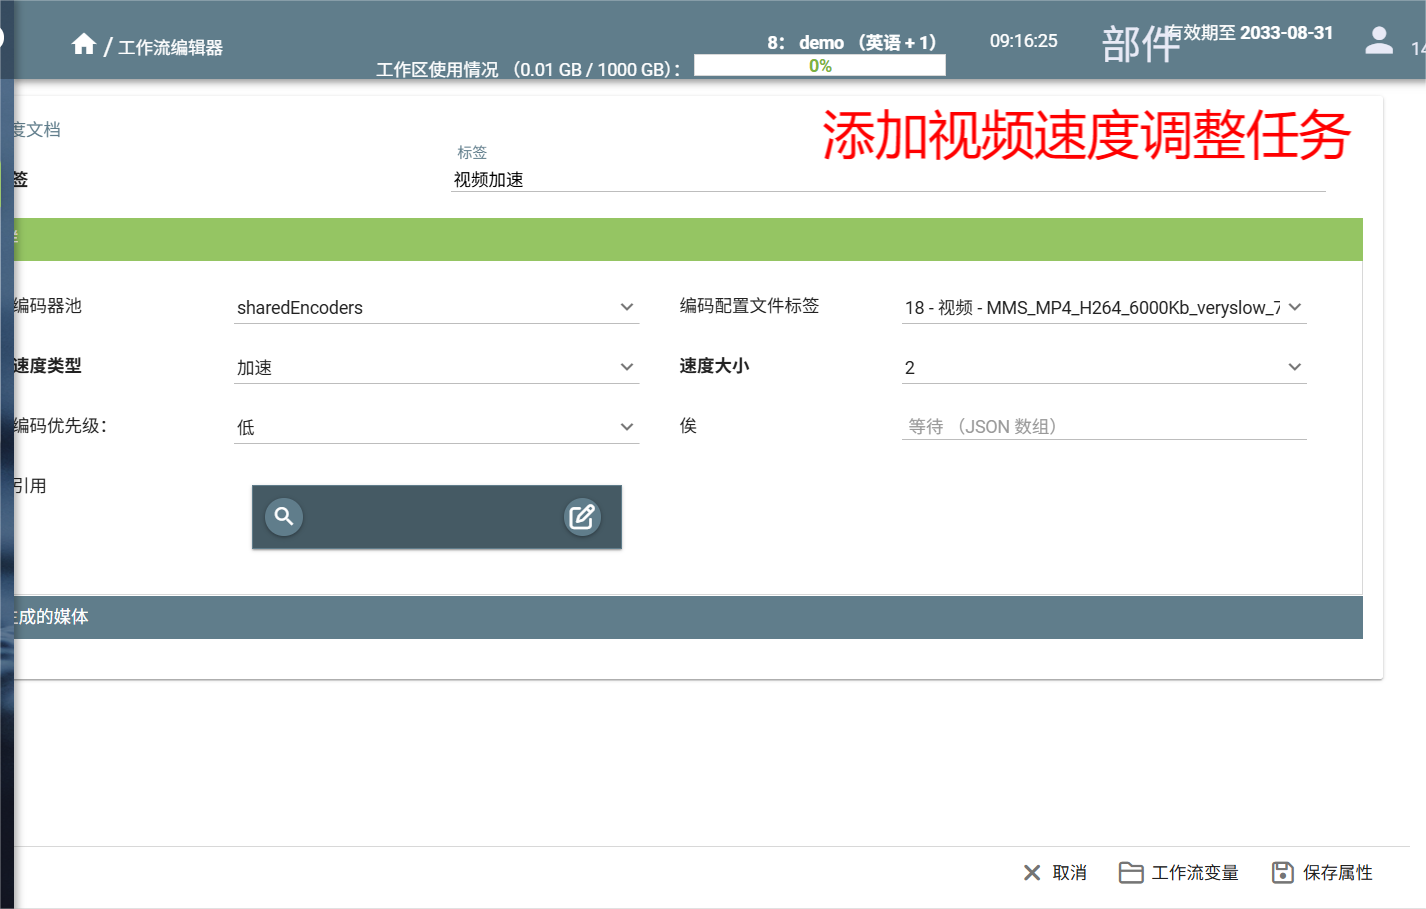 / 工作流编辑器
8： demo （英语 + 1）
工作区使用情况 （0.01 GB / 1000 GB）：
0%
09:16:25
部件
有效期至 2033-08-31
14
度文档
添加视频速度调整任务
标签
签
视频加速
编码器池
sharedEncoders
编码配置文件标签
18 - 视频 - MMS_MP4_H264_6000Kb_veryslow_7
速度类型
加速
速度大小
2
编码优先级：
低
俟
等待 （JSON 数组）
引用
生成的媒体
取消
工作流变量
保存属性